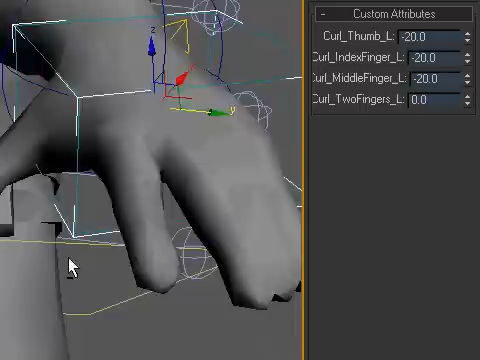 - Custom Attributes
Curl_Thumb_L: -20.0
Curl_IndexFinger_L: -20.0
Curl_MiddleFinger_L: -20.0
Curl_TwoFingers_L: 0.0
z
y